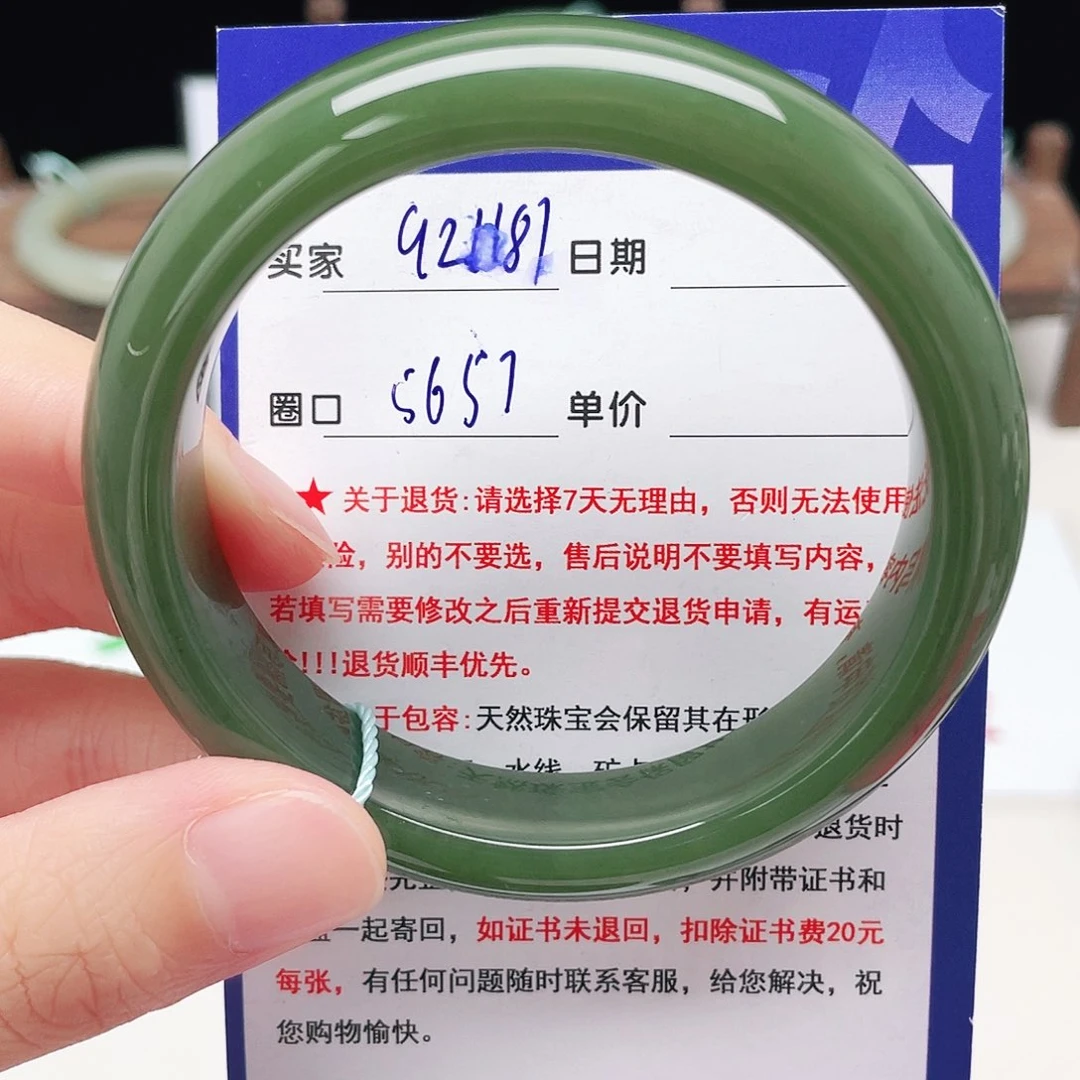 买家 日期
圈口 5657 单价
★关于退货:请选择7天无理由，否则无法使用
险，别的不要选，售后说明不要填写内容，
若填写需要修改之后重新提交退货申请，有运
!!!退货顺丰优先。
于包容:天然珠宝会保留其在形
水线、矿点
退货时
并附带证书和
一起寄回，如证书未退回，扣除证书费20元
每张，有任何问题随时联系客服，给您解决，祝
您购物愉快。